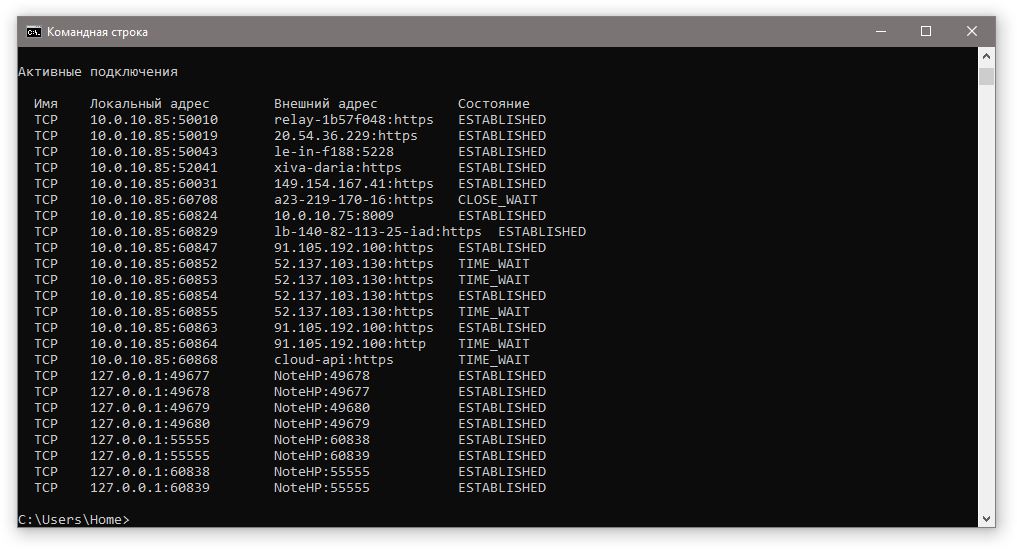 Командная строка
Активные подключения
Имя Локальный адрес Внешний адрес Состояние
TCP 10.0.10.85:50010 relay-1b57f048:https ESTABLISHED
TCP 10.0.10.85:50019 20.54.36.229:https ESTABLISHED
TCP 10.0.10.85:50043 le-in-f188:5228 ESTABLISHED
TCP 10.0.10.85:52041 xiva-daria:https ESTABLISHED
TCP 10.0.10.85:60031 149.154.167.41:https ESTABLISHED
TCP 10.0.10.85:60708 a23-219-170-16:https CLOSE_WAIT
TCP 10.0.10.85:60824 10.0.10.75:8009 ESTABLISHED
TCP 10.0.10.85:60829 lb-140-82-113-25-iad:https ESTABLISHED
TCP 10.0.10.85:60847 91.105.192.100:https ESTABLISHED
TCP 10.0.10.85:60852 52.137.103.130:https TIME_WAIT
TCP 10.0.10.85:60853 52.137.103.130:https TIME_WAIT
TCP 10.0.10.85:60854 52.137.103.130:https ESTABLISHED
TCP 10.0.10.85:60855 52.137.103.130:https TIME_WAIT
TCP 10.0.10.85:60863 91.105.192.100:https ESTABLISHED
TCP 10.0.10.85:60864 91.105.192.100:http TIME_WAIT
TCP 10.0.10.85:60868 cloud-api:https TIME_WAIT
TCP 127.0.0.1:49677 NoteHP:49678 ESTABLISHED
TCP 127.0.0.1:49678 NoteHP:49677 ESTABLISHED
TCP 127.0.0.1:49679 NoteHP:49680 ESTABLISHED
TCP 127.0.0.1:49680 NoteHP:49679 ESTABLISHED
TCP 127.0.0.1:55555 NoteHP:60838 ESTABLISHED
TCP 127.0.0.1:55555 NoteHP:60839 ESTABLISHED
TCP 127.0.0.1:60838 NoteHP:55555 ESTABLISHED
TCP 127.0.0.1:60839 NoteHP:55555 ESTABLISHED
C:\Users\Home>